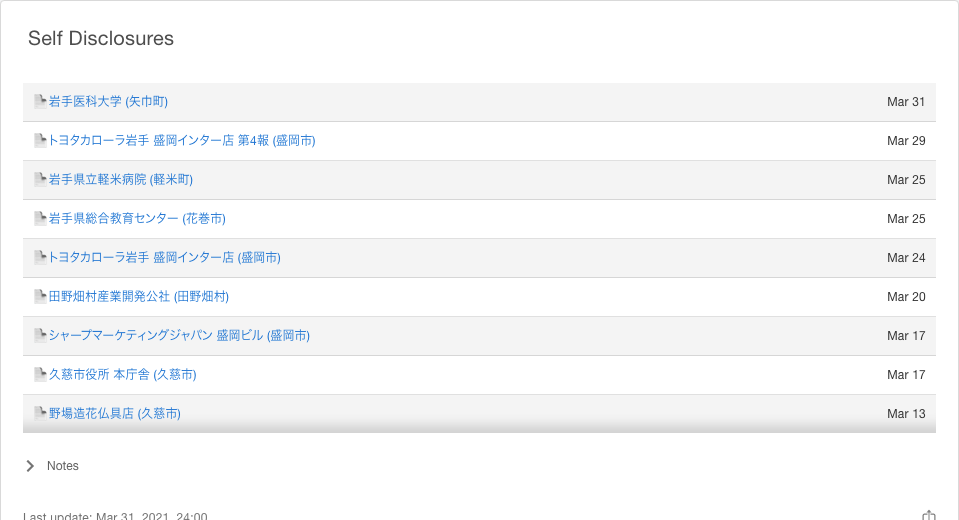 Self Disclosures
岩手医科大学 (矢巾町) Mar 31
トヨタカローラ岩手 盛岡インター店 第4報 (盛岡市) Mar 29
岩手県立軽米病院 (軽米町) Mar 25
岩手県総合教育センター (花巻市) Mar 25
トヨタカローラ岩手 盛岡インター店 (盛岡市) Mar 24
田野畑村産業開発公社 (田野畑村) Mar 20
シャープマーケティングジャパン 盛岡ビル (盛岡市) Mar 17
久慈市役所 本庁舎 (久慈市) Mar 17
野場造花仏具店 (久慈市) Mar 13
Notes
Last update: Mar 31, 2021, 24:00